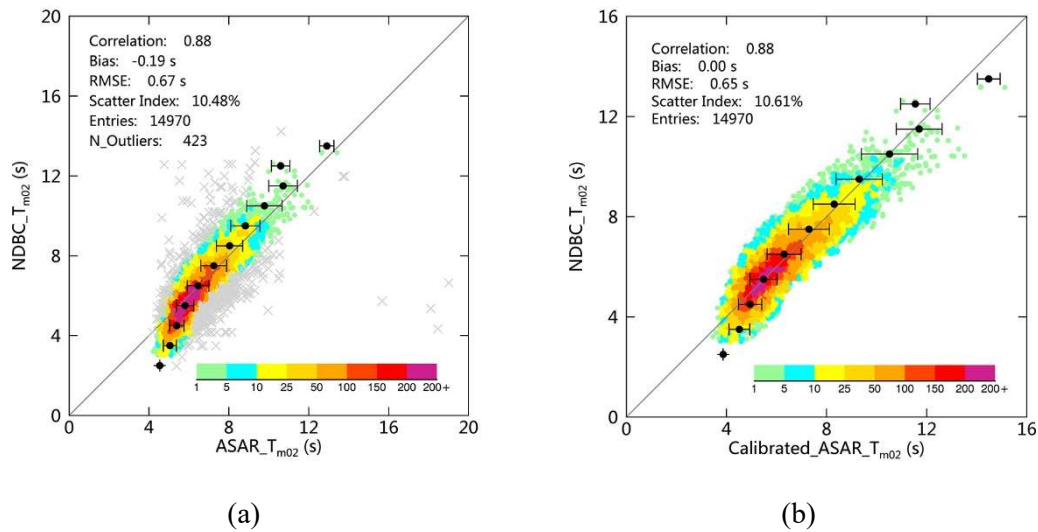 20
16
12
8
4
0
NDBC_Tm02 (s)
Correlation: 0.88
Bias: -0.19 s
RMSE: 0.67 s
Scatter Index: 10.48%
Entries: 14970
N_Outliers: 423
1 5 10 25 50 100 150 200 200+
0 4 8 12 16 20
ASAR_Tm02 (s)
(a)
16
12
8
4
0
NDBC_Tm02 (s)
Correlation: 0.88
Bias: 0.00 s
RMSE: 0.65 s
Scatter Index: 10.61%
Entries: 14970
1 5 10 25 50 100 150 200 200+
0 4 8 12 16
Calibrated_ASAR_Tm02 (s)
(b)